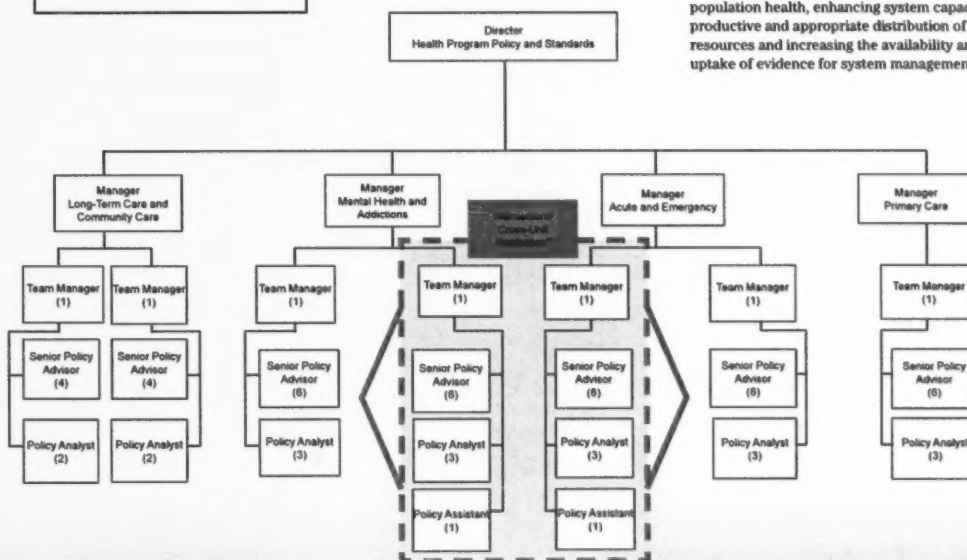 population health, enhancing system capac
productive and appropriate distribution of
resources and increasing the availability an
uptake of evidence for system management
Director
Health Program Policy and Standards
Manager
Long-Term Care and
Community Care
Manager
Mental Health and
Addictions
Manager
Acute and Emergency
Manager
Primary Care
Cross-Unit
Team Manager
(1)
Team Manager
(1)
Team Manager
(1)
Team Manager
(1)
Team Manager
(1)
Team Manager
(1)
Team Manager
(1)
Senior Policy
Advisor
(4)
Senior Policy
Advisor
(4)
Senior Policy
Advisor
(6)
Senior Policy
Advisor
(6)
Senior Policy
Advisor
(6)
Senior Policy
Advisor
(6)
Senior Policy
Advisor
(6)
Policy Analyst
(2)
Policy Analyst
(2)
Policy Analyst
(3)
Policy Analyst
(3)
Policy Analyst
(3)
Policy Analyst
(3)
Policy Analyst
(3)
Policy Assistant
(1)
Policy Assistant
(1)